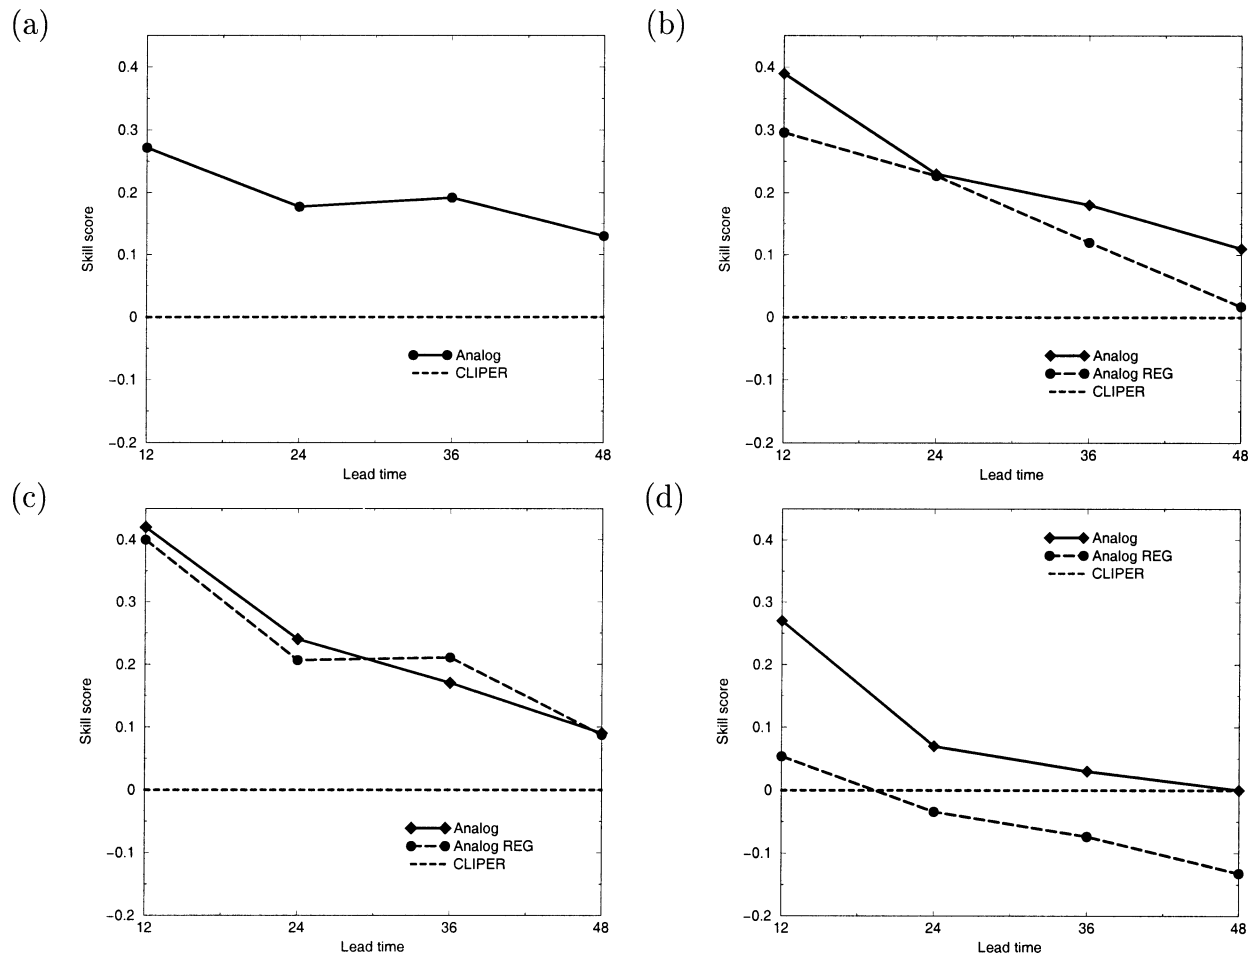 (a)
0.4
0.3
0.2
0.1
0
−0.1
−0.2
Skill score
12 24 36 48
Lead time
Analog
CLIPER
(b)
0.4
0.3
0.2
0.1
0
−0.1
−0.2
Skill score
12 24 36 48
Lead time
Analog
Analog REG
CLIPER
(c)
0.4
0.3
0.2
0.1
0
−0.1
−0.2
Skill score
12 24 36 48
Lead time
Analog
Analog REG
CLIPER
(d)
0.4
0.3
0.2
0.1
0
−0.1
−0.2
Skill score
12 24 36 48
Lead time
Analog
Analog REG
CLIPER